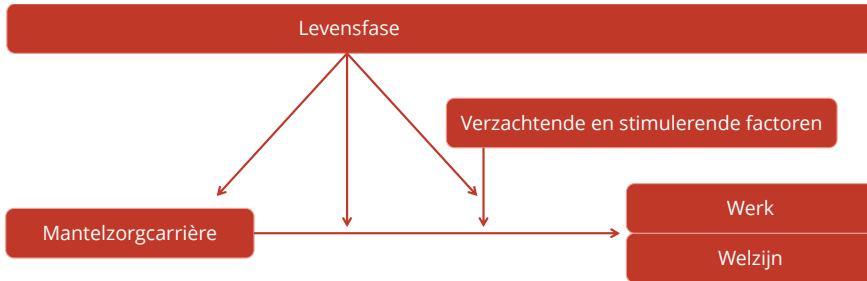 Levensfase
Verzachtende en stimulerende factoren
Werk
Mantelzorgcarrière
Welzijn